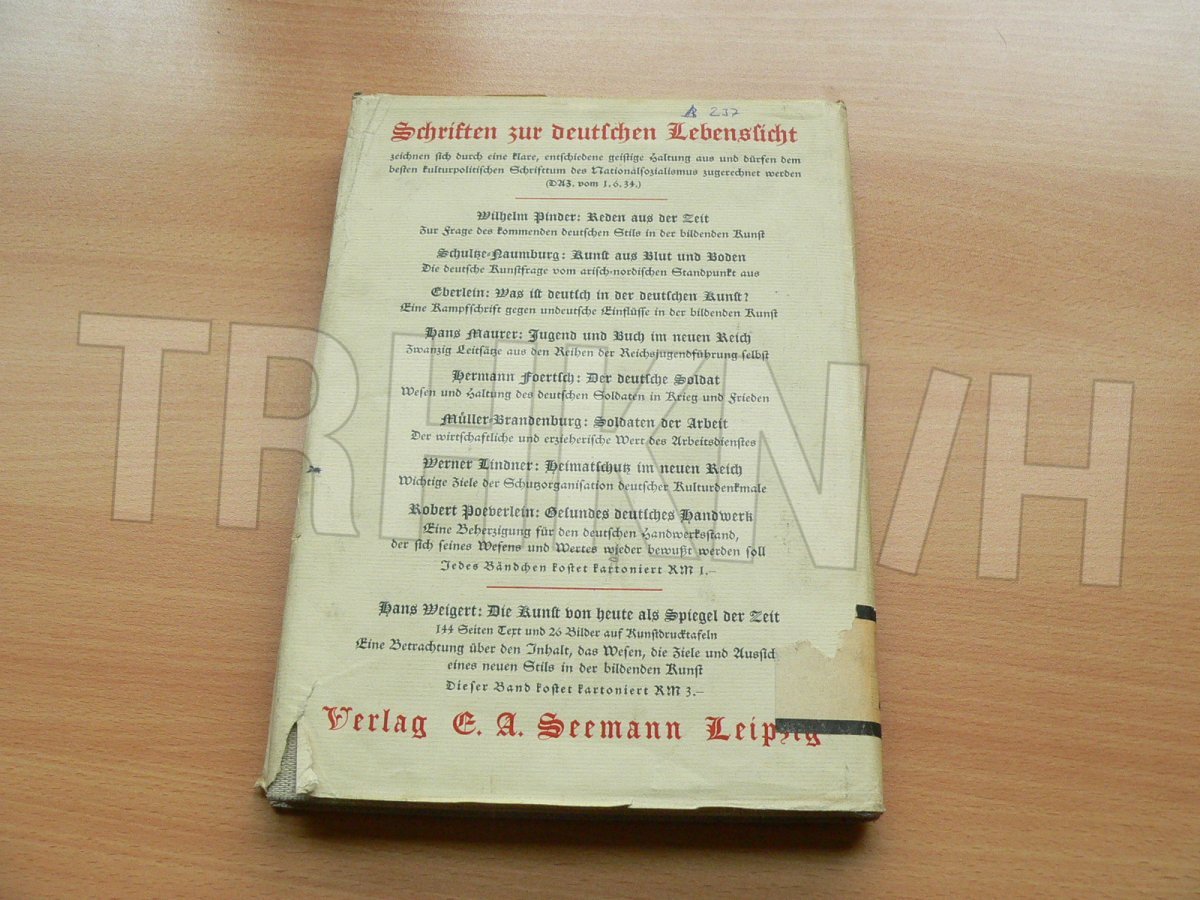 B 237
Schriften zur deutschen Lebenssicht
zeichnen sich durch eine klare, entschiedene geistige Haltung aus und dürfen dem
besten kulturpolitischen Schrifttum des Nationalsozialismus zugerechnet werden
(DAZ. vom 1. 6. 34.)
Wilhelm Pinder: Reden aus der Zeit
Zur Frage des kommenden deutschen Stils in der bildenden Kunst
Schultze-Naumburg: Kunst aus Blut und Boden
Die deutsche Kunstfrage vom arisch-nordischen Standpunkt aus
Eberlein: Was ist deutsch in der deutschen Kunst?
Eine Kampfschrift gegen undeutsche Einflüsse in der bildenden Kunst
Hans Maurer: Jugend und Buch im neuen Reich
Zwanzig Leitsätze aus den Reihen der Reichsjugendführung selbst
Hermann Foertsch: Der deutsche Soldat
Wesen und Haltung des deutschen Soldaten in Krieg und Frieden
Müller-Brandenburg: Soldaten der Arbeit
Der wirtschaftliche und erzieherische Wert des Arbeitsdienstes
Werner Lindner: Heimatschutz im neuen Reich
Wichtige Ziele der Schutzorganisation deutscher Kulturdenkmale
Robert Poeverlein: Gesundes deutsches Handwerk
Eine Beherzigung für den deutschen Handwerksstand,
der sich seines Wesens und Wertes wieder bewußt werden soll
Jedes Bändchen kostet kartoniert RM 1.–
Hans Weigert: Die Kunst von heute als Spiegel der Zeit
144 Seiten Text und 26 Bilder auf Kunstdrucktafeln
Eine Betrachtung über den Inhalt, das Wesen, die Ziele und Aussich
eines neuen Stils in der bildenden Kunst
Dieser Band kostet kartoniert RM 3.–
Verlag E. A. Seemann Leipzig
TRHKN/H